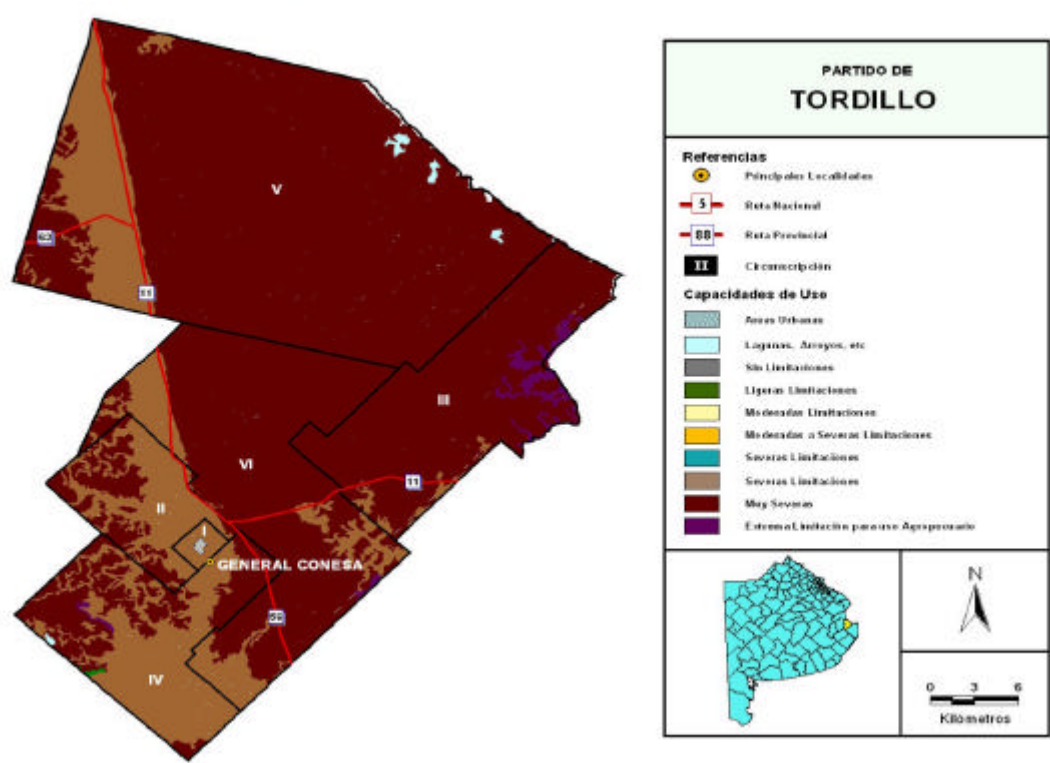 PARTIDO DE
TORDILLO
Referencias
Principales Localidades
5 Ruta Nacional
88 Ruta Provincial
II Circunscripción
Capacidades de Uso
Areas Urbanas
Lagunas, Arroyos, etc
Sin Limitaciones
Ligeras Limitaciones
Moderadas Limitaciones
Moderadas a Severas Limitaciones
Severas Limitaciones
Severas Limitaciones
Muy Severas
Extrema Limitación para uso Agropecuario
N
0 3 6
Kilómetros
V
III
VI
11
II
I
GENERAL CONESA
IV